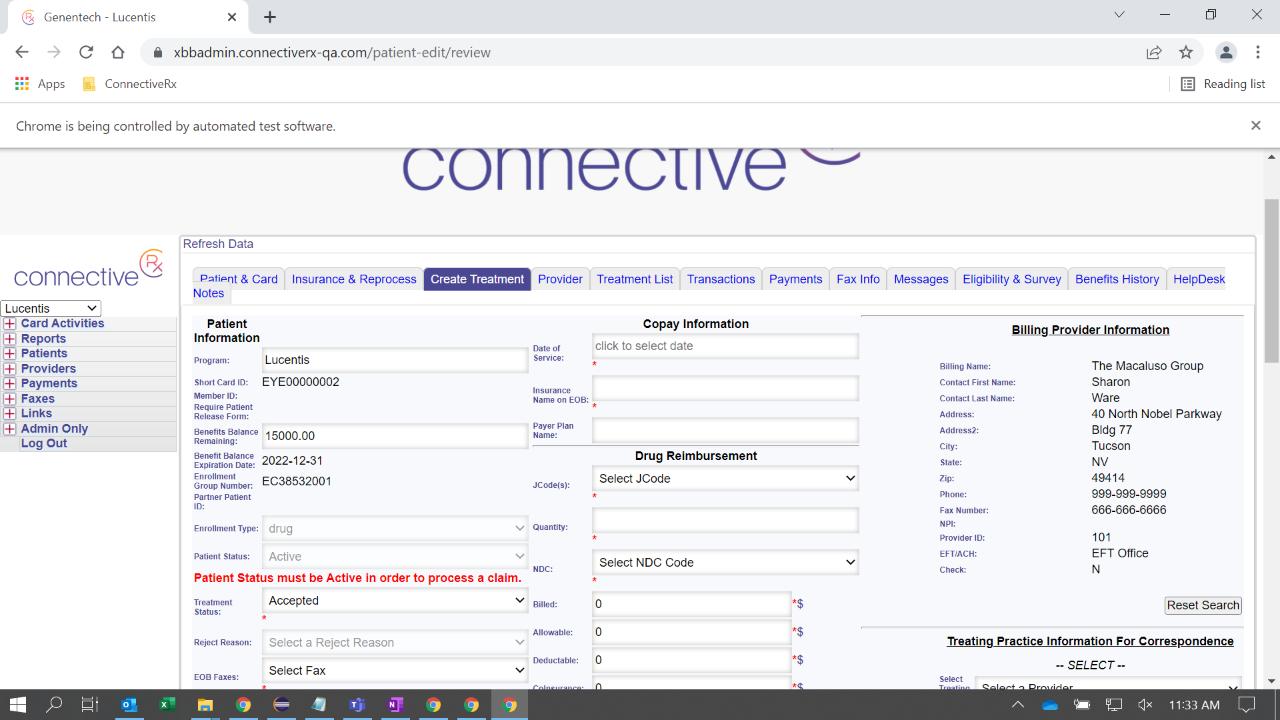 Genentech - Lucentis
xbbadmin.connectiverx-qa.com/patient-edit/review
Apps
ConnectiveRx
Reading list
Chrome is being controlled by automated test software.
connective
Refresh Data
connective Rx
Patient & Card
Insurance & Reprocess
Create Treatment
Provider
Treatment List
Transactions
Payments
Fax Info
Messages
Eligibility & Survey
Benefits History
HelpDesk
Notes
Lucentis
Card Activities
Reports
Patients
Providers
Payments
Faxes
Links
Admin Only
Log Out
Patient
Information
Program: Lucentis
Short Card ID: EYE00000002
Member ID:
Require Patient
Release Form:
Benefits Balance
Remaining: 15000.00
Benefit Balance
Expiration Date: 2022-12-31
Enrollment
Group Number: EC38532001
Partner Patient
ID:
Enrollment Type: drug
Patient Status: Active
Patient Status must be Active in order to process a claim.
Treatment
Status: Accepted
*
Reject Reason: Select a Reject Reason
EOB Faxes: Select Fax
*
Copay Information
Date of
Service: click to select date
*
Insurance
Name on EOB:
*
Payer Plan
Name:
Drug Reimbursement
JCode(s): Select JCode
*
Quantity:
*
NDC: Select NDC Code
*
Billed: 0 *$
Allowable: 0 *$
Deductable: 0 *$
Coinsurance: 0 *$
Billing Provider Information
Billing Name: The Macaluso Group
Contact First Name: Sharon
Contact Last Name: Ware
Address: 40 North Nobel Parkway
Address2: Bldg 77
City: Tucson
State: NV
Zip: 49414
Phone: 999-999-9999
Fax Number: 666-666-6666
NPI:
Provider ID: 101
EFT/ACH: EFT Office
Check: N
Reset Search
Treating Practice Information For Correspondence
-- SELECT --
Select
Treating Select a Provider
11:33 AM